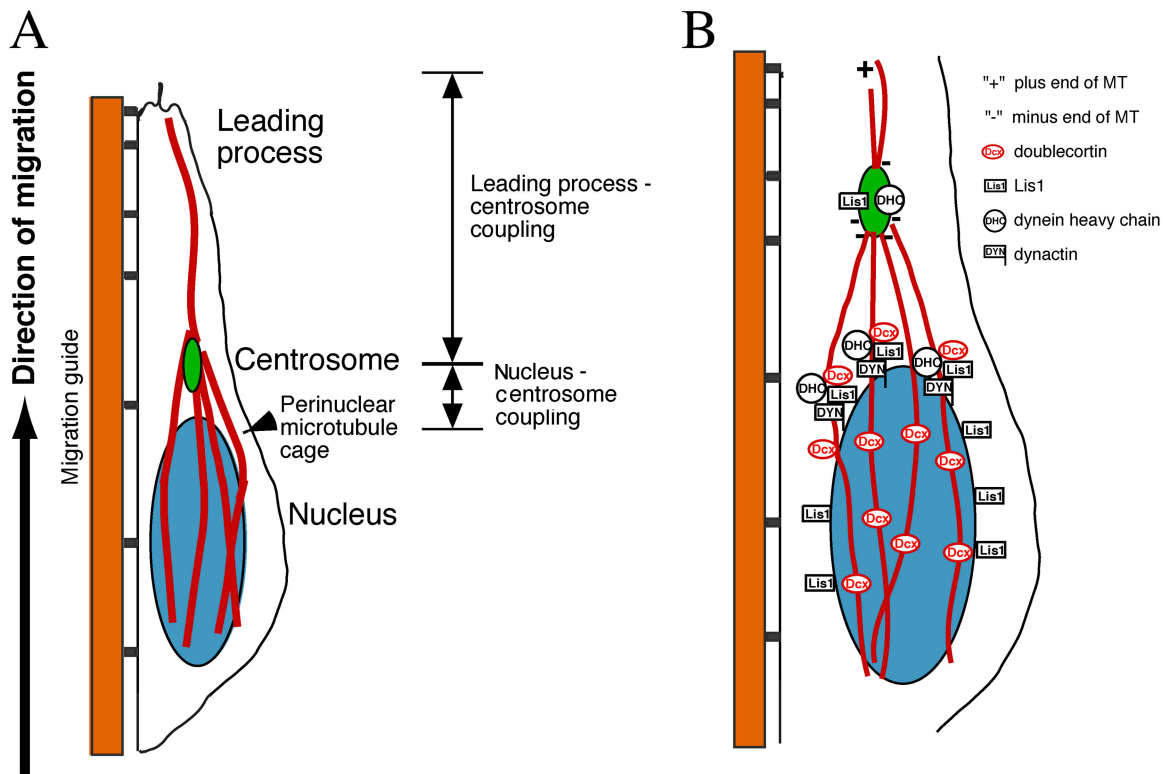 A
Direction of migration
Migration guide
Leading
process
Centrosome
Perinuclear
microtubule
cage
Nucleus
Leading process -
centrosome
coupling
Nucleus -
centrosome
coupling
B
+
-
Lis1
DHC
-
-
-
-
"+" plus end of MT
"-" minus end of MT
Dcx doublecortin
Lis1 Lis1
DHC dynein heavy chain
DYN dynactin
Dcx
DHC
Lis1
DYN
Dcx
DHC
Lis1
DYN
Dcx
DHC
Lis1
DYN
Dcx
Dcx
Dcx
Lis1
Dcx
Lis1
Lis1
Dcx
Dcx
Dcx
Lis1
Lis1
Dcx